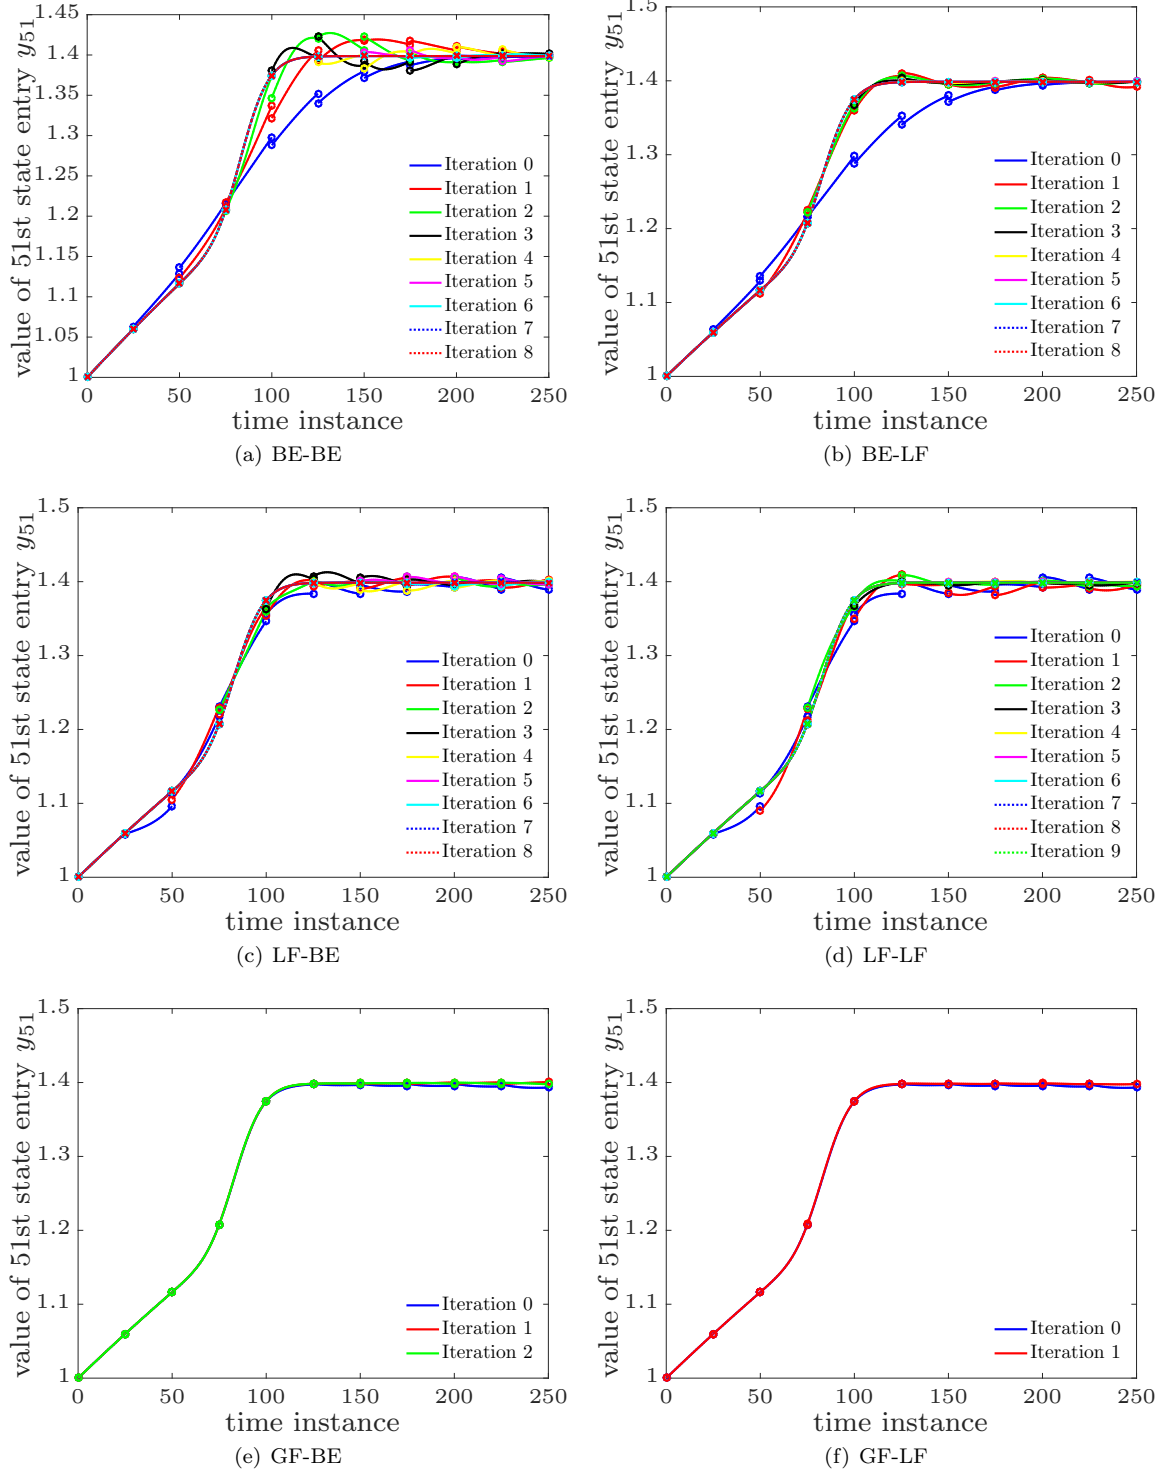 value of 51st state entry y51
1.45
1.4
1.35
1.3
1.25
1.2
1.15
1.1
1.05
1
0
50
100
150
200
250
Iteration 0
Iteration 1
Iteration 2
Iteration 3
Iteration 4
Iteration 5
Iteration 6
Iteration 7
Iteration 8
time instance
(a) BE-BE
value of 51st state entry y51
1.5
1.4
1.3
1.2
1.1
1
0
50
100
150
200
250
Iteration 0
Iteration 1
Iteration 2
Iteration 3
Iteration 4
Iteration 5
Iteration 6
Iteration 7
Iteration 8
time instance
(b) BE-LF
value of 51st state entry y51
1.5
1.4
1.3
1.2
1.1
1
0
50
100
150
200
250
Iteration 0
Iteration 1
Iteration 2
Iteration 3
Iteration 4
Iteration 5
Iteration 6
Iteration 7
Iteration 8
time instance
(c) LF-BE
value of 51st state entry y51
1.5
1.4
1.3
1.2
1.1
1
0
50
100
150
200
250
Iteration 0
Iteration 1
Iteration 2
Iteration 3
Iteration 4
Iteration 5
Iteration 6
Iteration 7
Iteration 8
Iteration 9
time instance
(d) LF-LF
value of 51st state entry y51
1.5
1.4
1.3
1.2
1.1
1
0
50
100
150
200
250
Iteration 0
Iteration 1
Iteration 2
time instance
(e) GF-BE
value of 51st state entry y51
1.5
1.4
1.3
1.2
1.1
1
0
50
100
150
200
250
Iteration 0
Iteration 1
time instance
(f) GF-LF